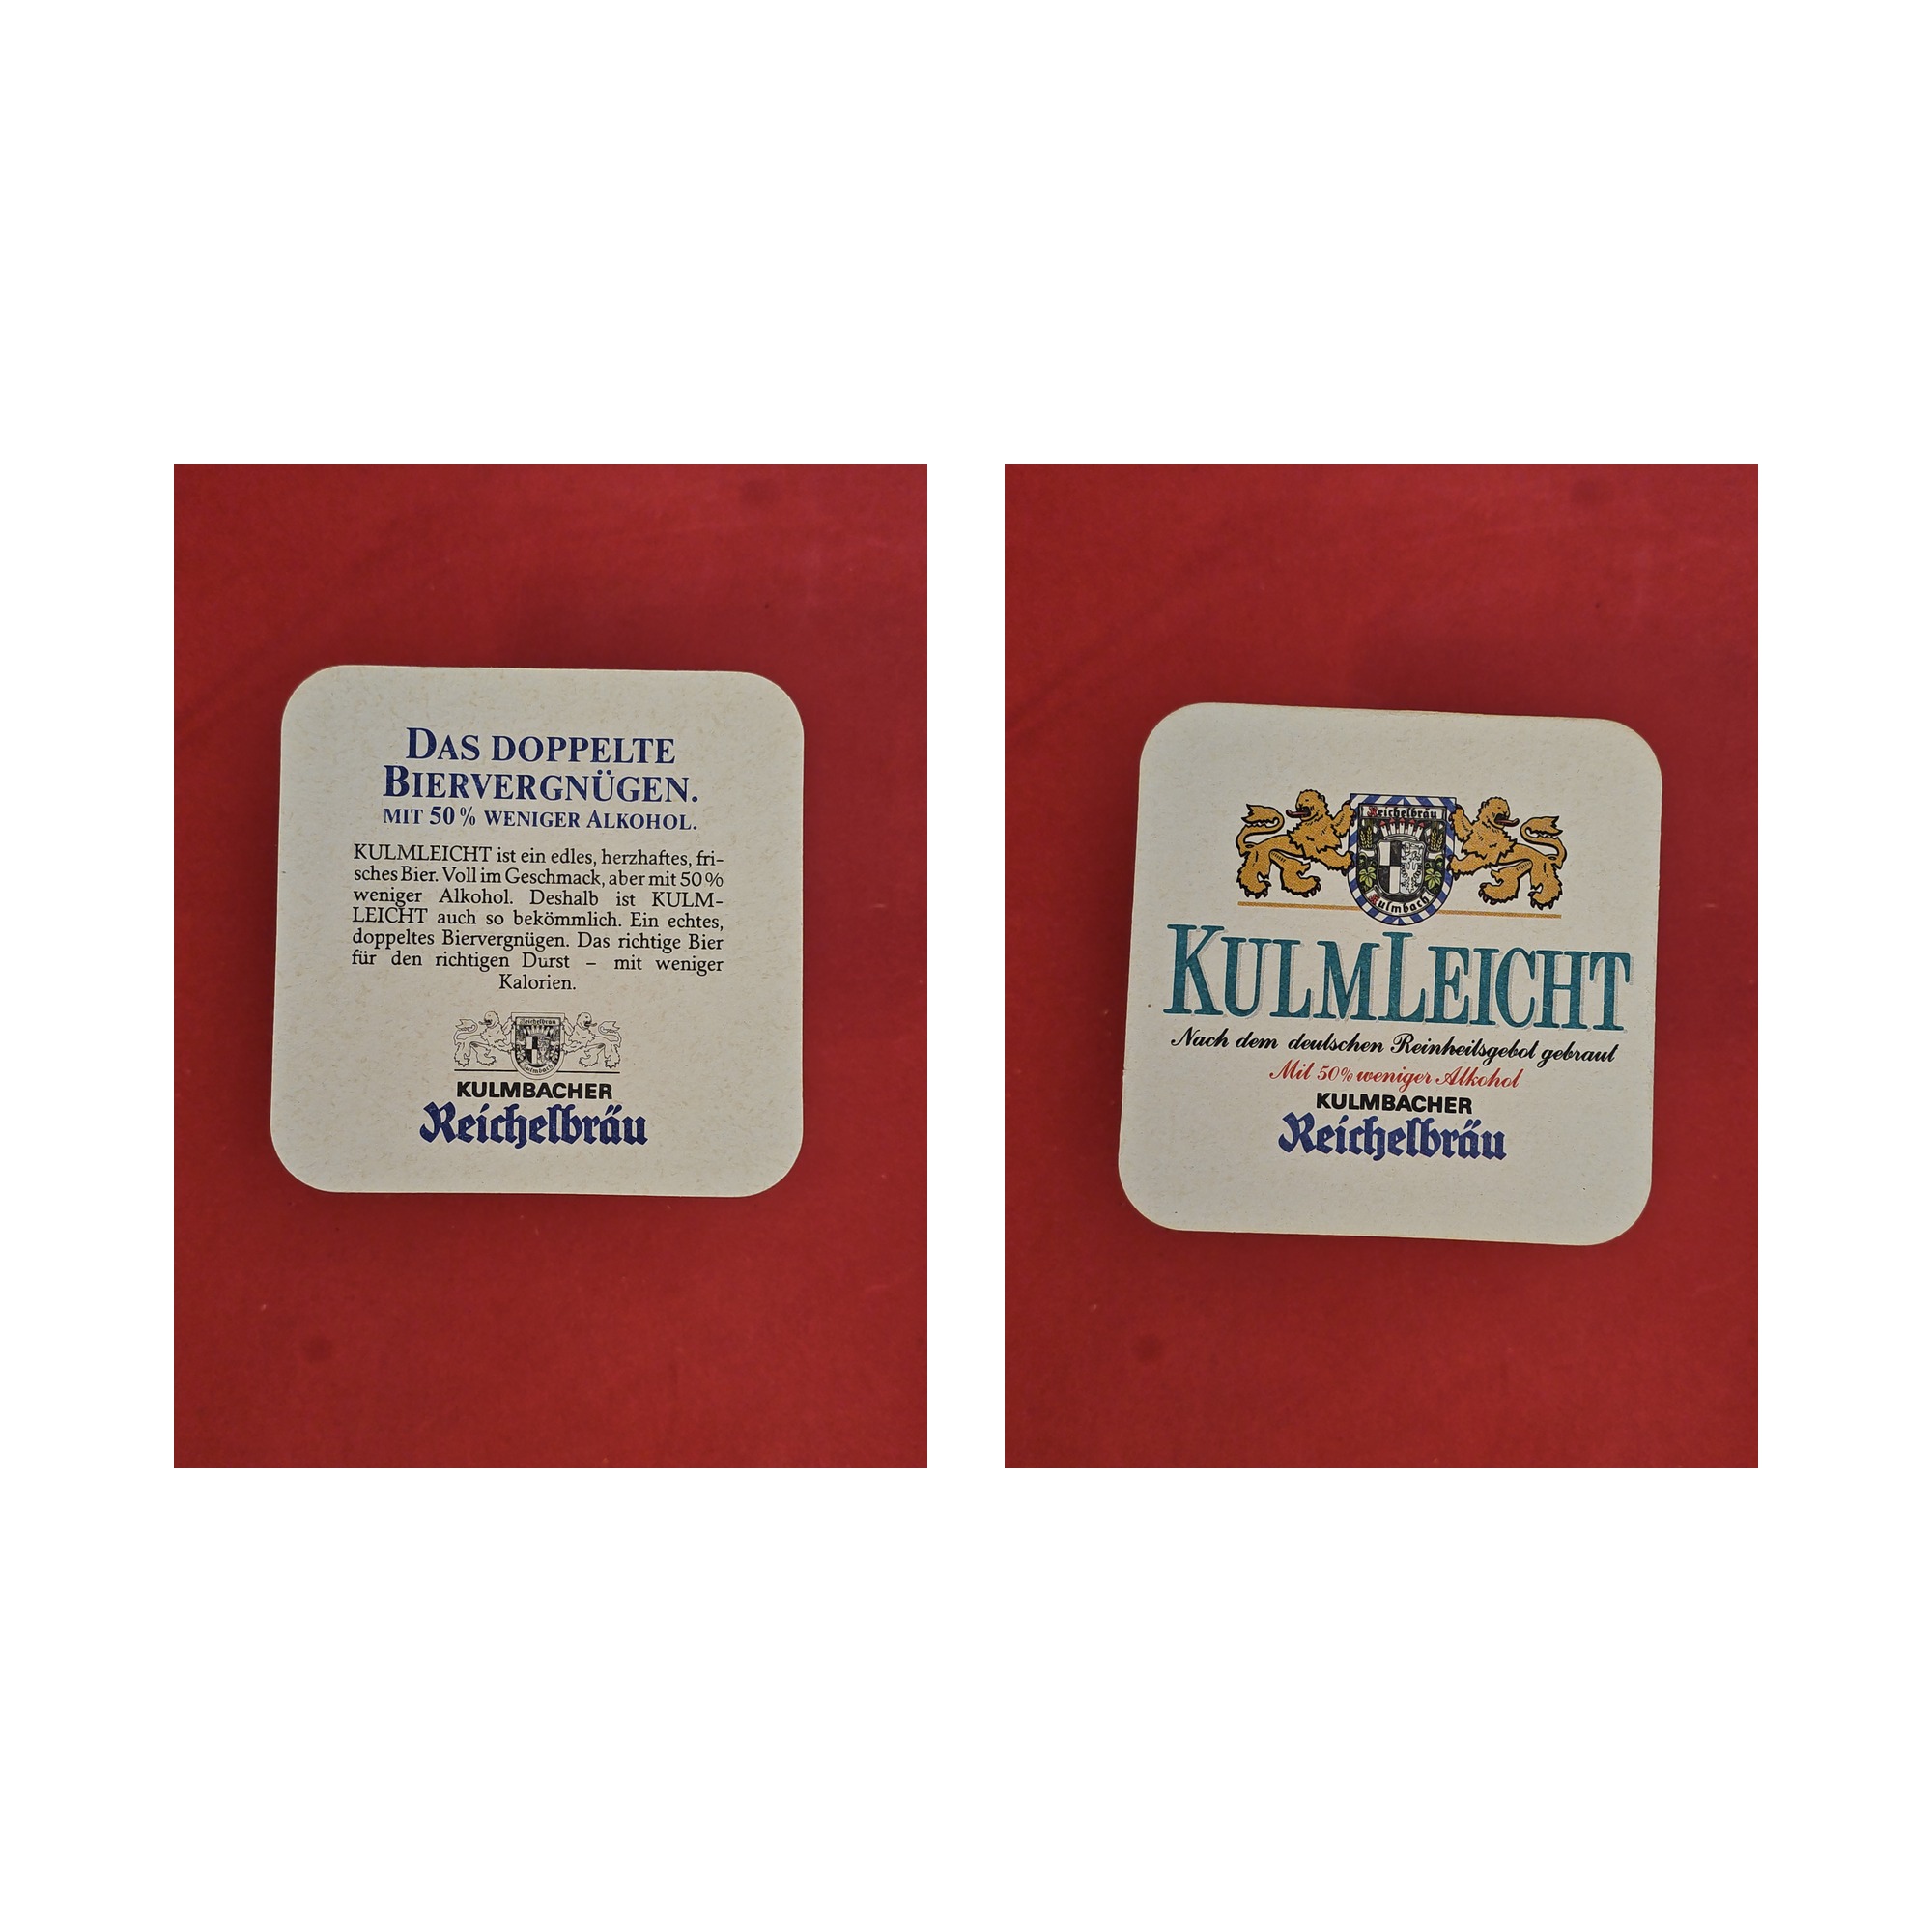 DAS DOPPELTE
BIERVERGNÜGEN.
MIT 50% WENIGER ALKOHOL.
KULMLEICHT ist ein edles, herzhaftes, fri-
sches Bier. Voll im Geschmack, aber mit 50%
weniger Alkohol. Deshalb ist KULM-
LEICHT auch so bekömmlich. Ein echtes,
doppeltes Biervergnügen. Das richtige Bier
für den richtigen Durst – mit weniger
Kalorien.
Reichelbräu
Kulmbach
KULMBACHER
Reichelbräu
Reichelbräu
Kulmbach
KULMLEICHT
Nach dem deutschen Reinheitsgebot gebraut
Mit 50% weniger Alkohol
KULMBACHER
Reichelbräu